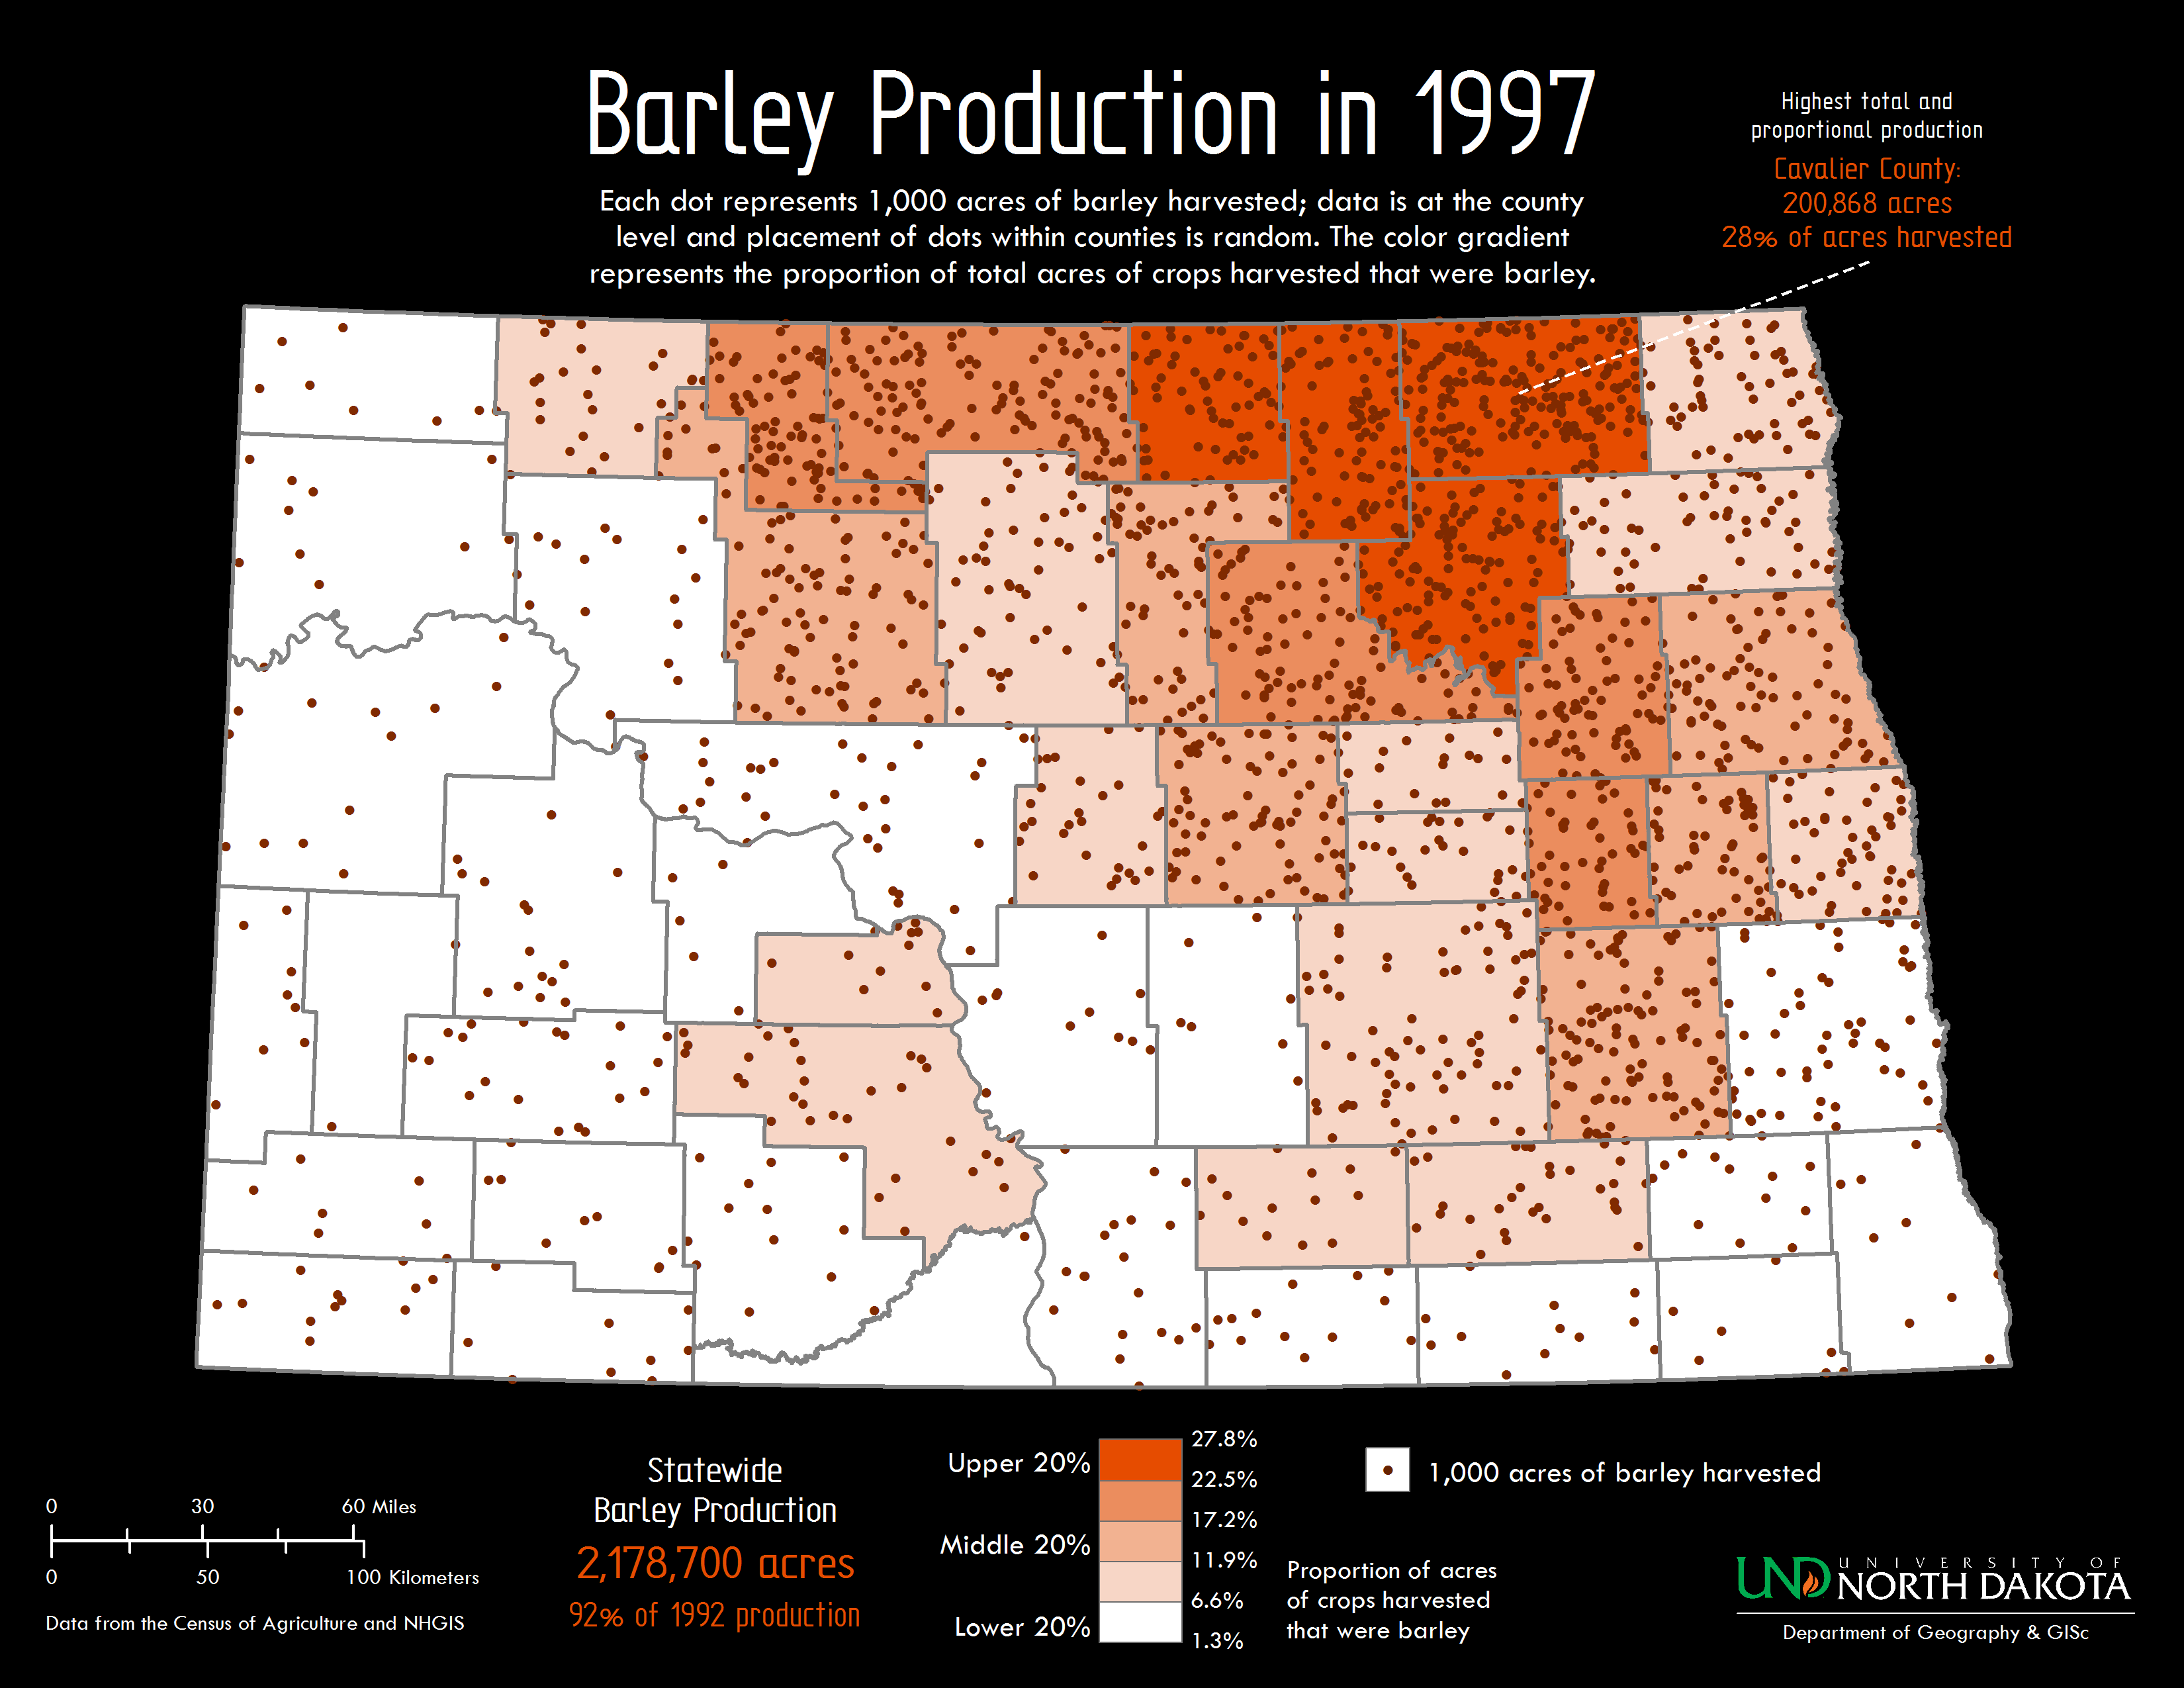 Barley Production in 1997
Each dot represents 1,000 acres of barley harvested; data is at the county
level and placement of dots within counties is random. The color gradient
represents the proportion of total acres of crops harvested that were barley.
Highest total and
proportional production
Cavalier County:
200,868 acres
28% of acres harvested
0 30 60 Miles
0 50 100 Kilometers
Data from the Census of Agriculture and NHGIS
Statewide
Barley Production
2,178,700 acres
92% of 1992 production
Upper 20%
Middle 20%
Lower 20%
27.8%
22.5%
17.2%
11.9%
6.6%
1.3%
Proportion of acres
of crops harvested
that were barley
1,000 acres of barley harvested
UND
UNIVERSITY OF
NORTH DAKOTA
Department of Geography & GISc